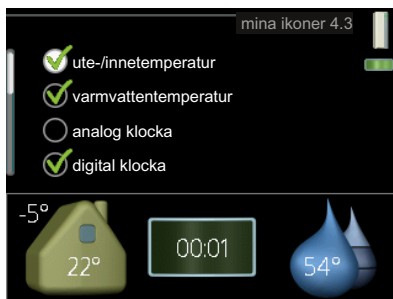 mina ikoner 4.3
ute-/innetemperatur
varmvattentemperatur
analog klocka
digital klocka
-5°
22°
00:01
54°